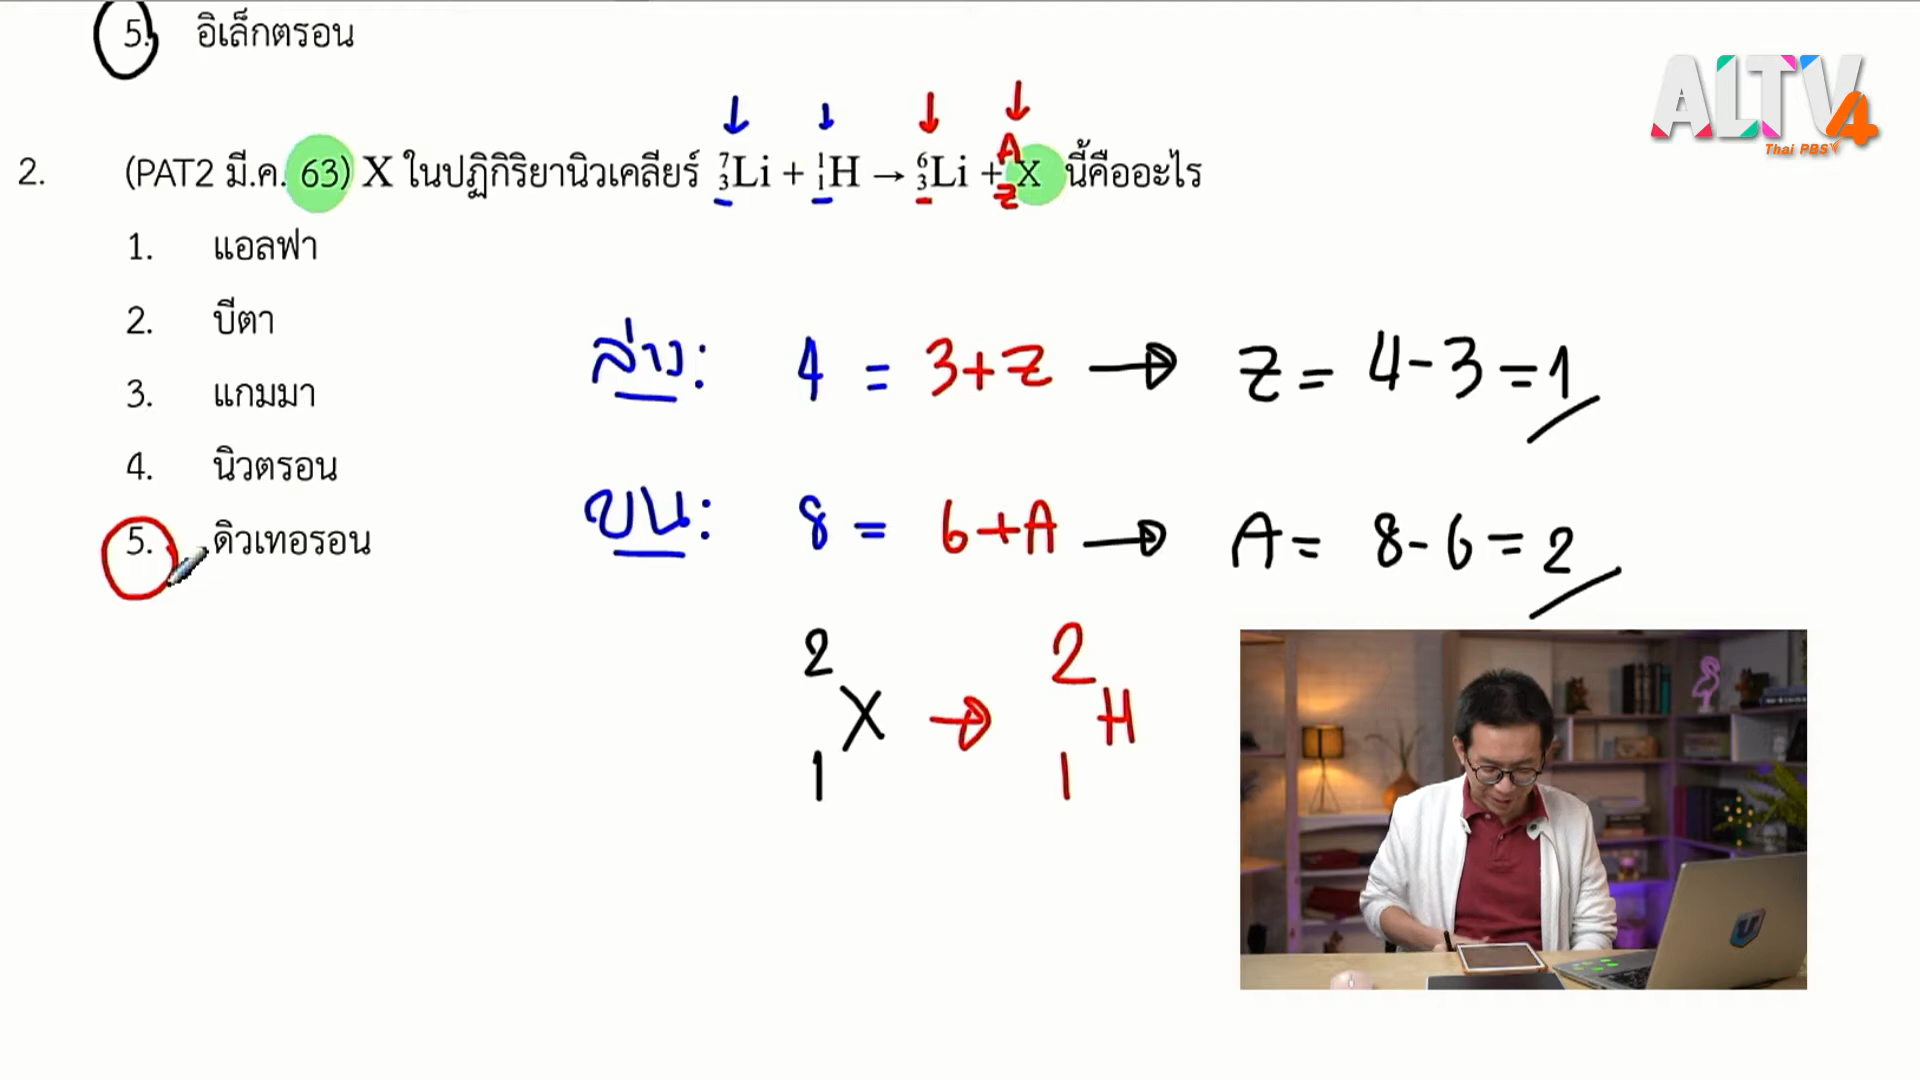 5. อิเล็กตรอน
ALTV4
Thai PBS
2. (PAT2 มี.ค. 63) X ในปฏิกิริยานิวเคลียร์ ⁷₃Li + ¹₁H → ⁶₃Li + ᴬzX นี้คืออะไร
1. แอลฟา
2. บีตา
3. แกมมา
4. นิวตรอน
5. ดิวเทอรอน
ล่าง: 4 = 3+Z → Z = 4-3 = 1
บน: 8 = 6+A → A = 8-6 = 2
²₁X → ²₁H